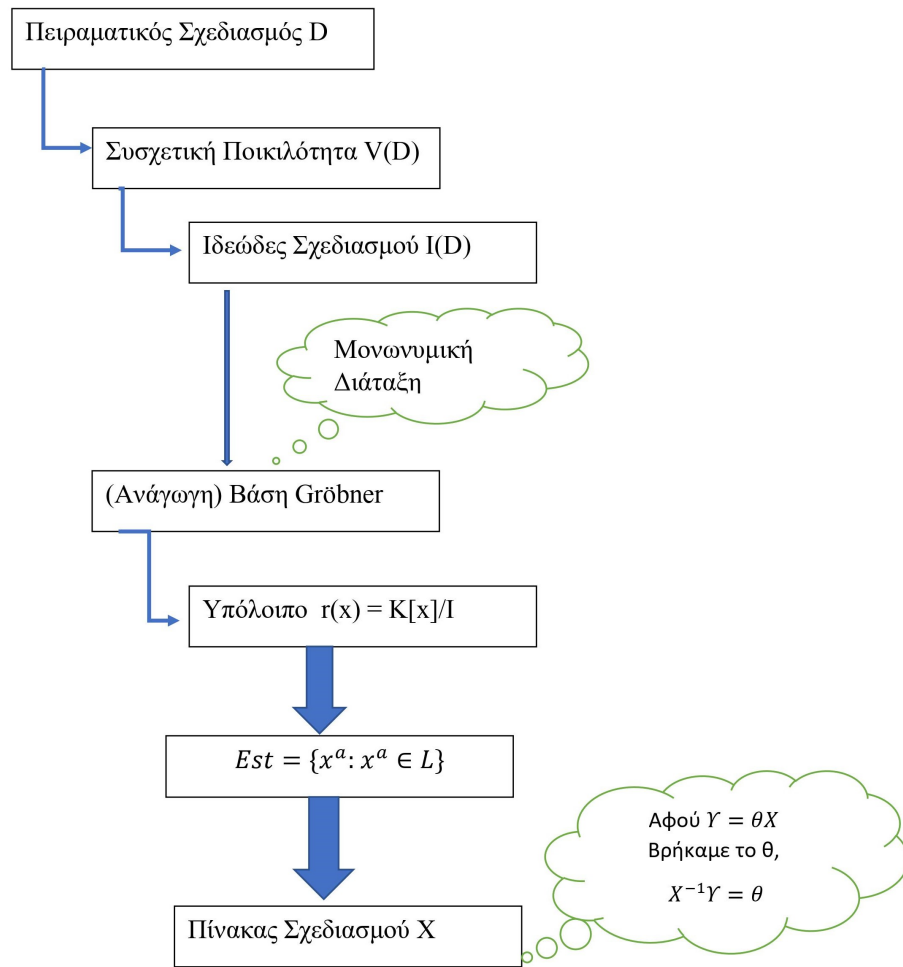 Πειραματικός Σχεδιασμός D
Συσχετική Ποικιλότητα V(D)
Ιδεώδες Σχεδιασμού I(D)
Μονωνυμική
Διάταξη
(Ανάγωγη) Βάση Gröbner
Υπόλοιπο r(x) = K[x]/I
Est = {x^a: x^a ∈ L}
Αφού Y = θX
Βρήκαμε το θ,
X^{-1}Y = θ
Πίνακας Σχεδιασμού X